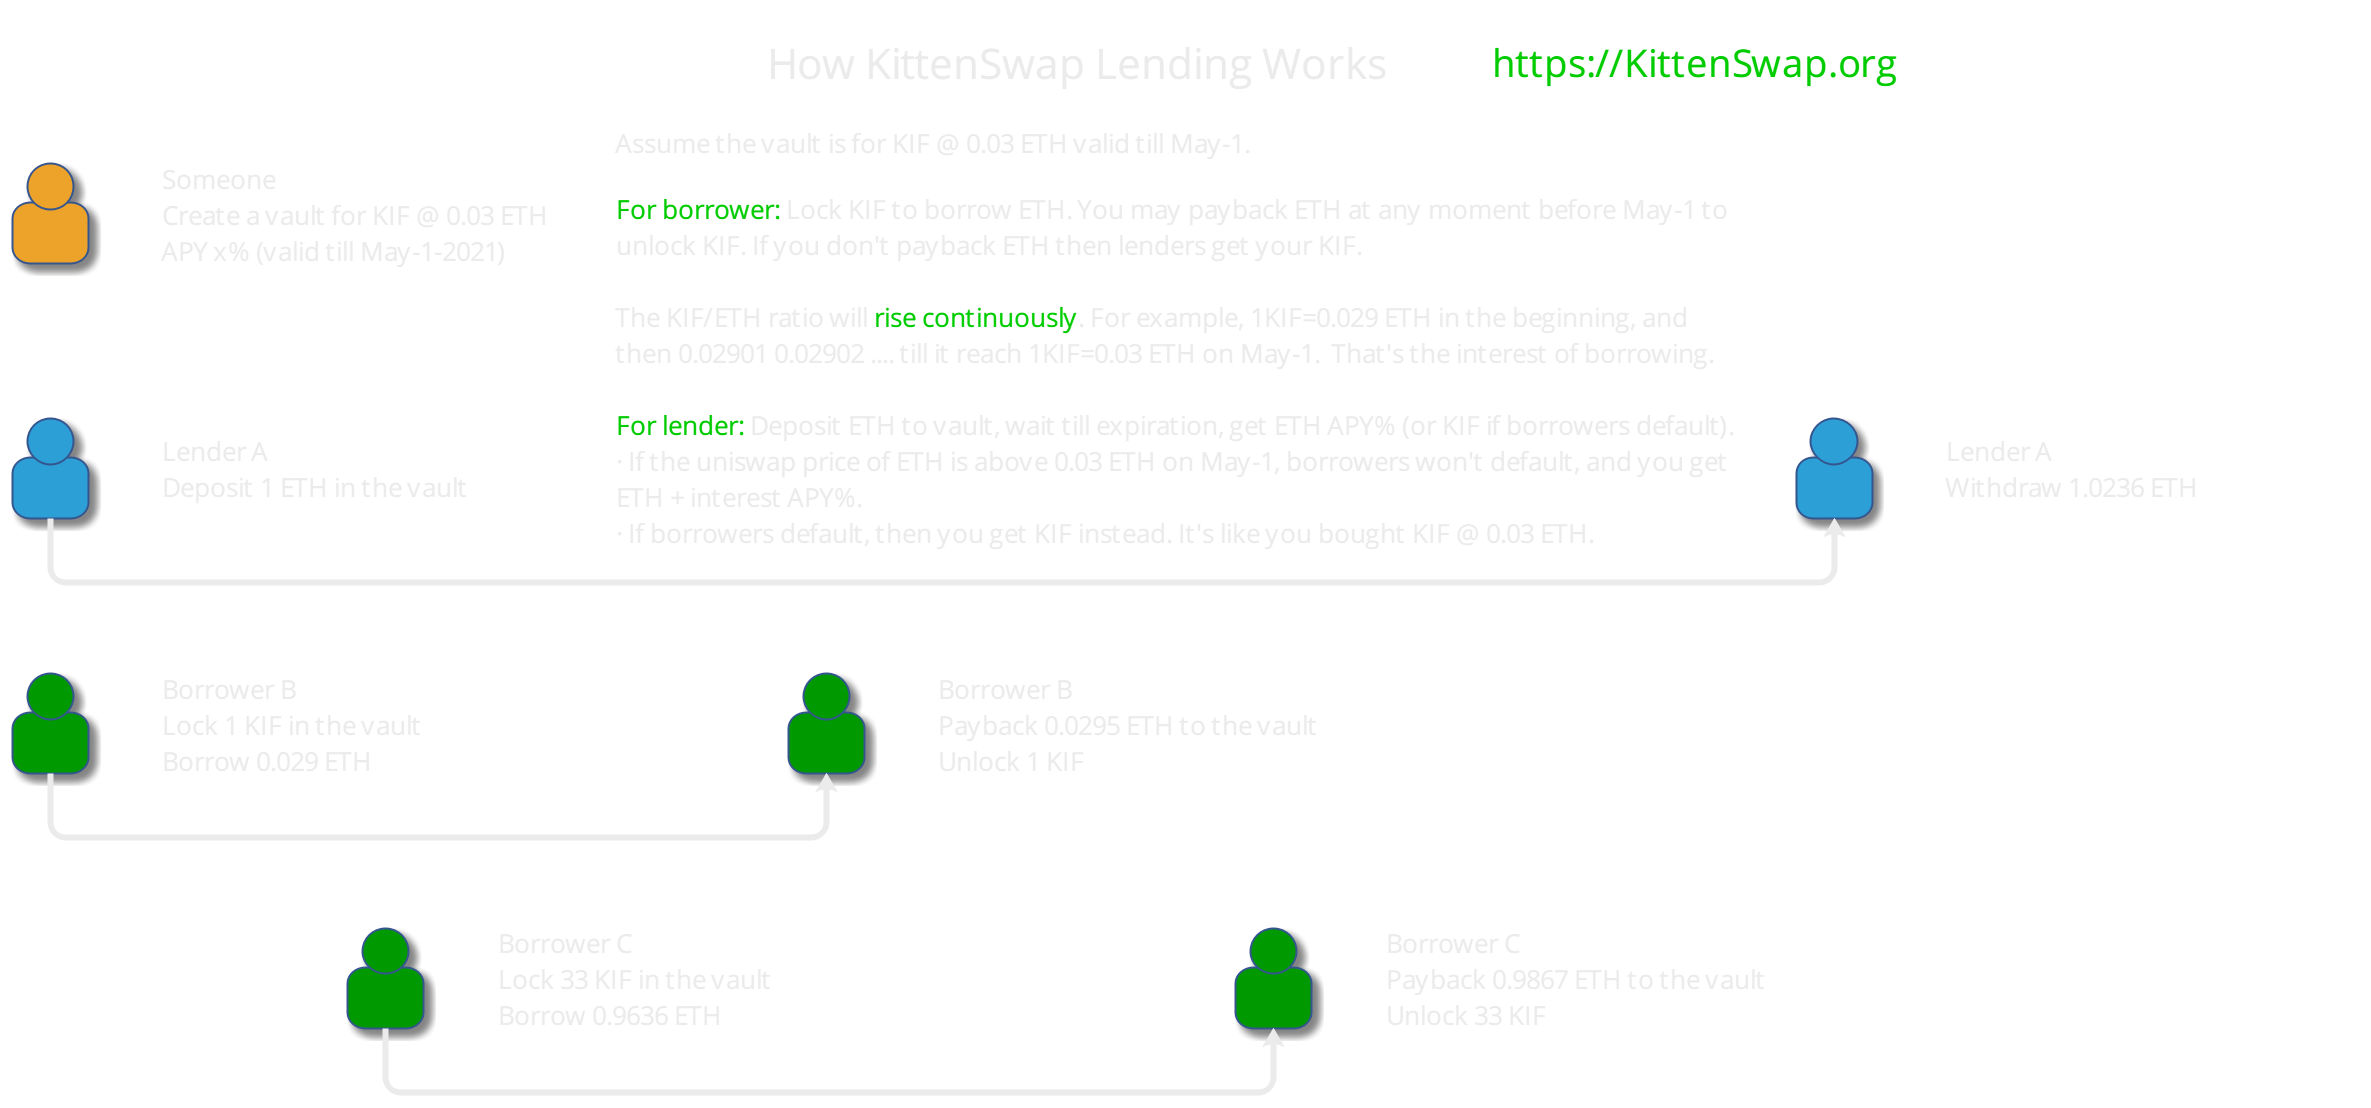 How KittenSwap Lending Works
https://KittenSwap.org
Someone
Create a vault for KIF @ 0.03 ETH
APY x% (valid till May-1-2021)
Assume the vault is for KIF @ 0.03 ETH valid till May-1.
For borrower: Lock KIF to borrow ETH. You may payback ETH at any moment before May-1 to
unlock KIF. If you don't payback ETH then lenders get your KIF.
The KIF/ETH ratio will rise continuously. For example, 1KIF=0.029 ETH in the beginning, and
then 0.02901 0.02902 .... till it reach 1KIF=0.03 ETH on May-1. That's the interest of borrowing.
For lender: Deposit ETH to vault, wait till expiration, get ETH APY% (or KIF if borrowers default).
· If the uniswap price of ETH is above 0.03 ETH on May-1, borrowers won't default, and you get
ETH + interest APY%.
· If borrowers default, then you get KIF instead. It's like you bought KIF @ 0.03 ETH.
Lender A
Deposit 1 ETH in the vault
Lender A
Withdraw 1.0236 ETH
Borrower B
Lock 1 KIF in the vault
Borrow 0.029 ETH
Borrower B
Payback 0.0295 ETH to the vault
Unlock 1 KIF
Borrower C
Lock 33 KIF in the vault
Borrow 0.9636 ETH
Borrower C
Payback 0.9867 ETH to the vault
Unlock 33 KIF